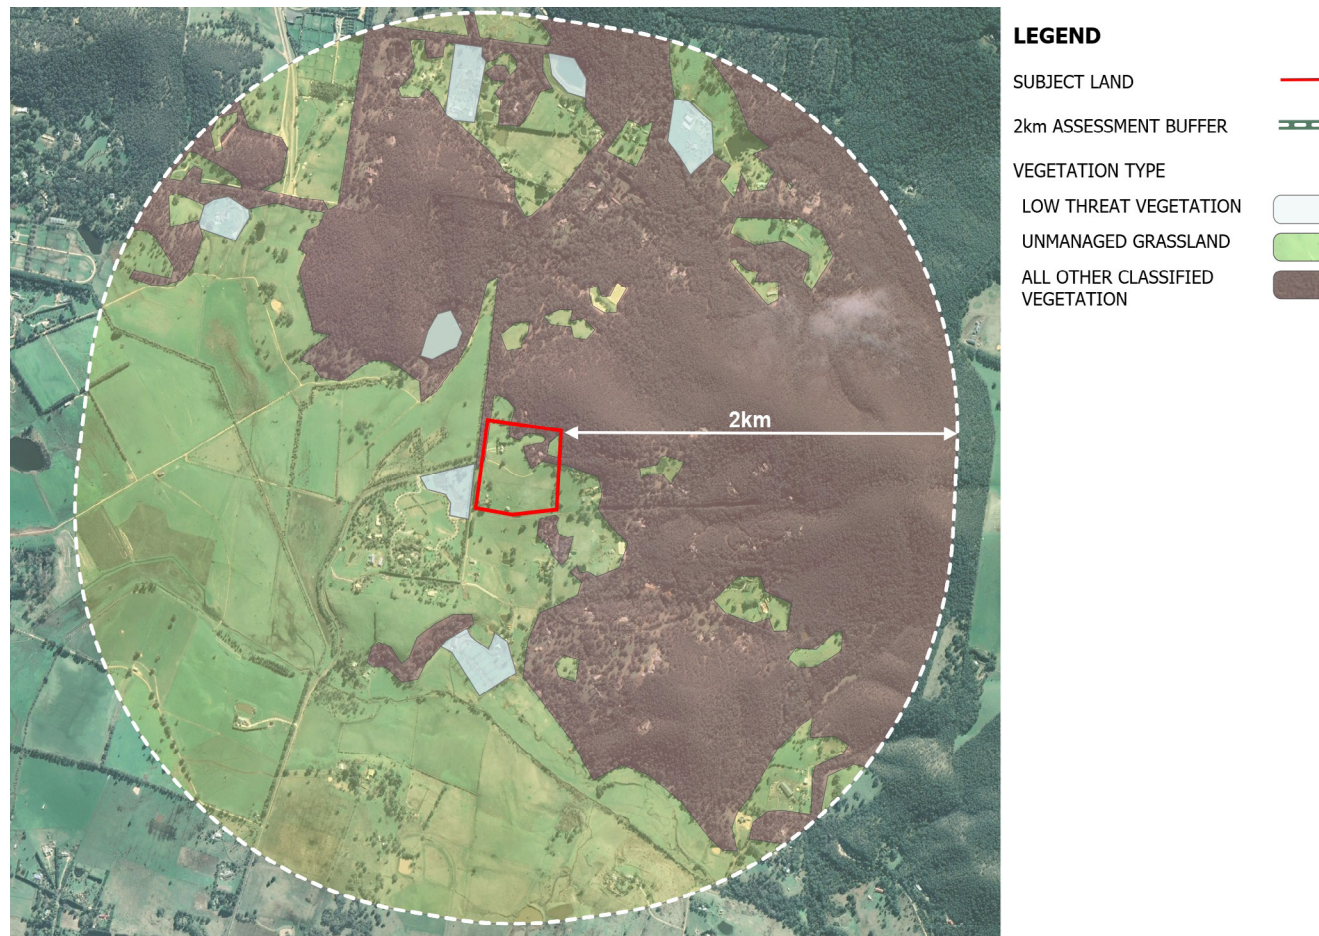 LEGEND
SUBJECT LAND
2km ASSESSMENT BUFFER
VEGETATION TYPE
LOW THREAT VEGETATION
UNMANAGED GRASSLAND
ALL OTHER CLASSIFIED
VEGETATION
2km